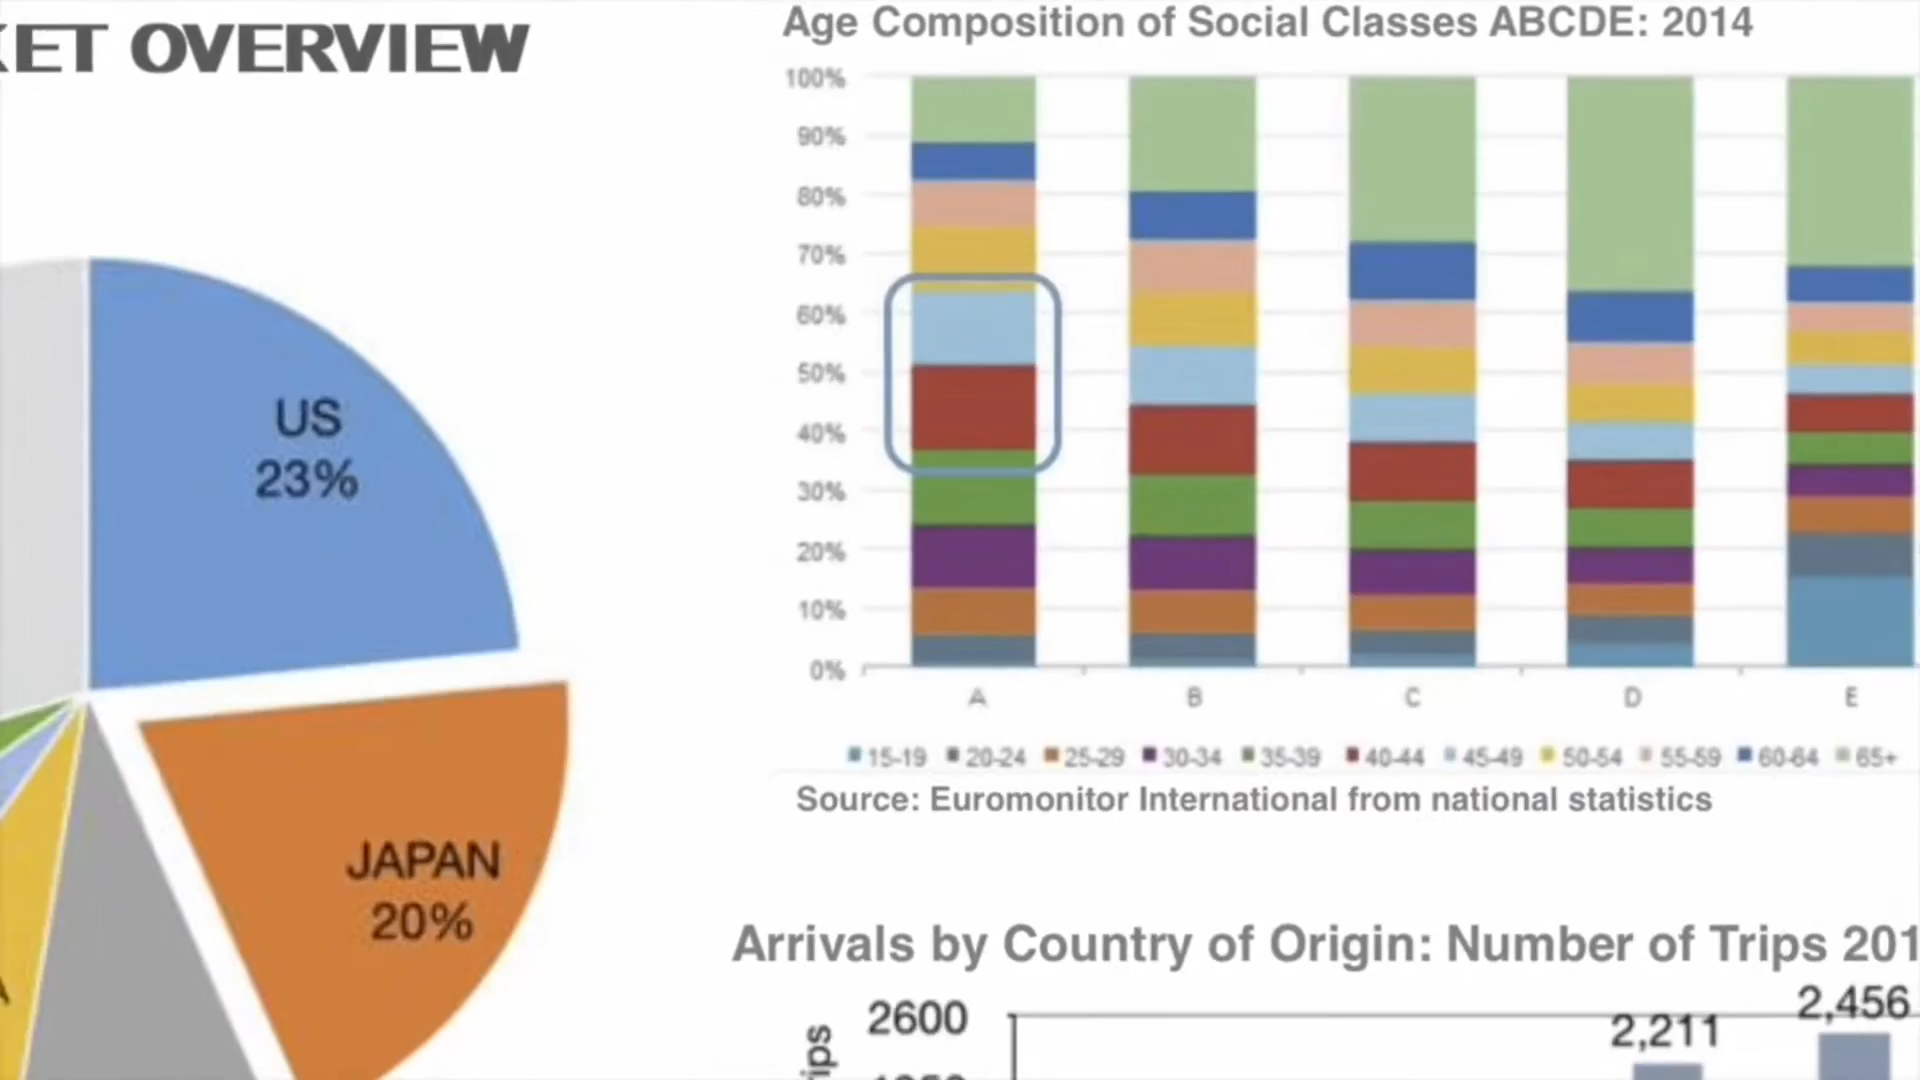 KET OVERVIEW
US
23%
JAPAN
20%
A
Age Composition of Social Classes ABCDE: 2014
100%
90%
80%
70%
60%
50%
40%
30%
20%
10%
0%
A B C D E
15-19 20-24 25-29 30-34 35-39 40-44 45-49 50-54 55-59 60-64 65+
Source: Euromonitor International from national statistics
Arrivals by Country of Origin: Number of Trips 201
2600
2,211
2,456